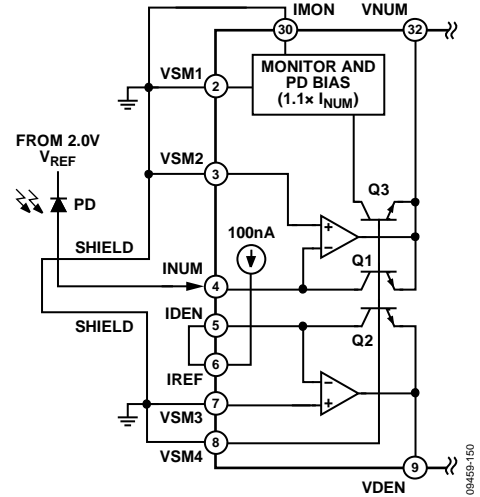 IMON
VNUM
30
32
VSM1
2
MONITOR AND
PD BIAS
(1.1× INUM)
FROM 2.0V
VREF
VSM2
3
PD
Q3
+
−
SHIELD
100nA
INUM
4
Q1
IDEN
5
Q2
SHIELD
6
IREF
−
+
7
VSM3
8
VSM4
9
VDEN
09459-150